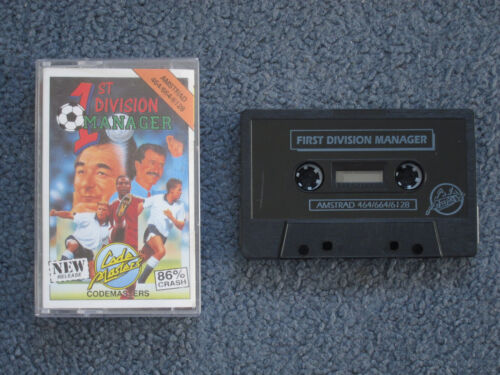 AMSTRAD
464/664/6128
1ST
DIVISION
MANAGER
NEW
RELEASE
Code
Masters
CODEMASTERS
86%
CRASH
FIRST DIVISION MANAGER
AMSTRAD 464/664/6128